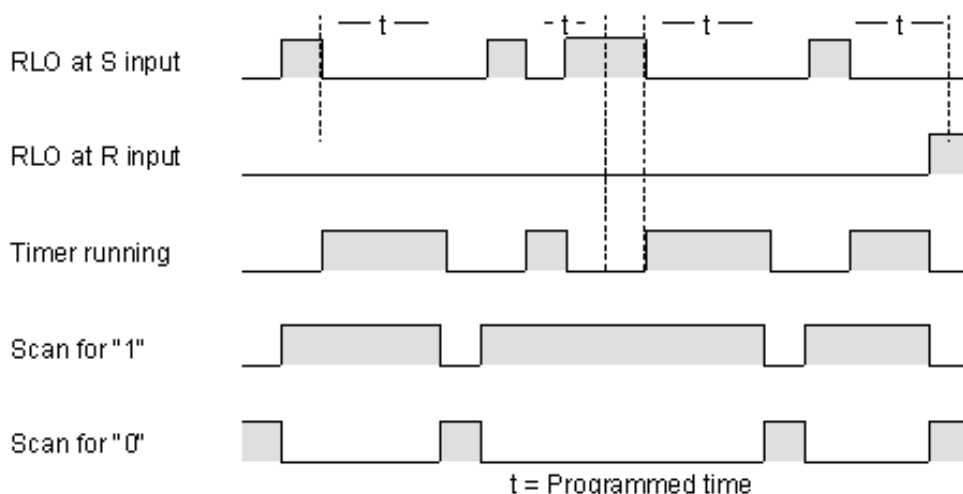 t t t t
RLO at S input
RLO at R input
Timer running
Scan for "1"
Scan for "0"
t = Programmed time